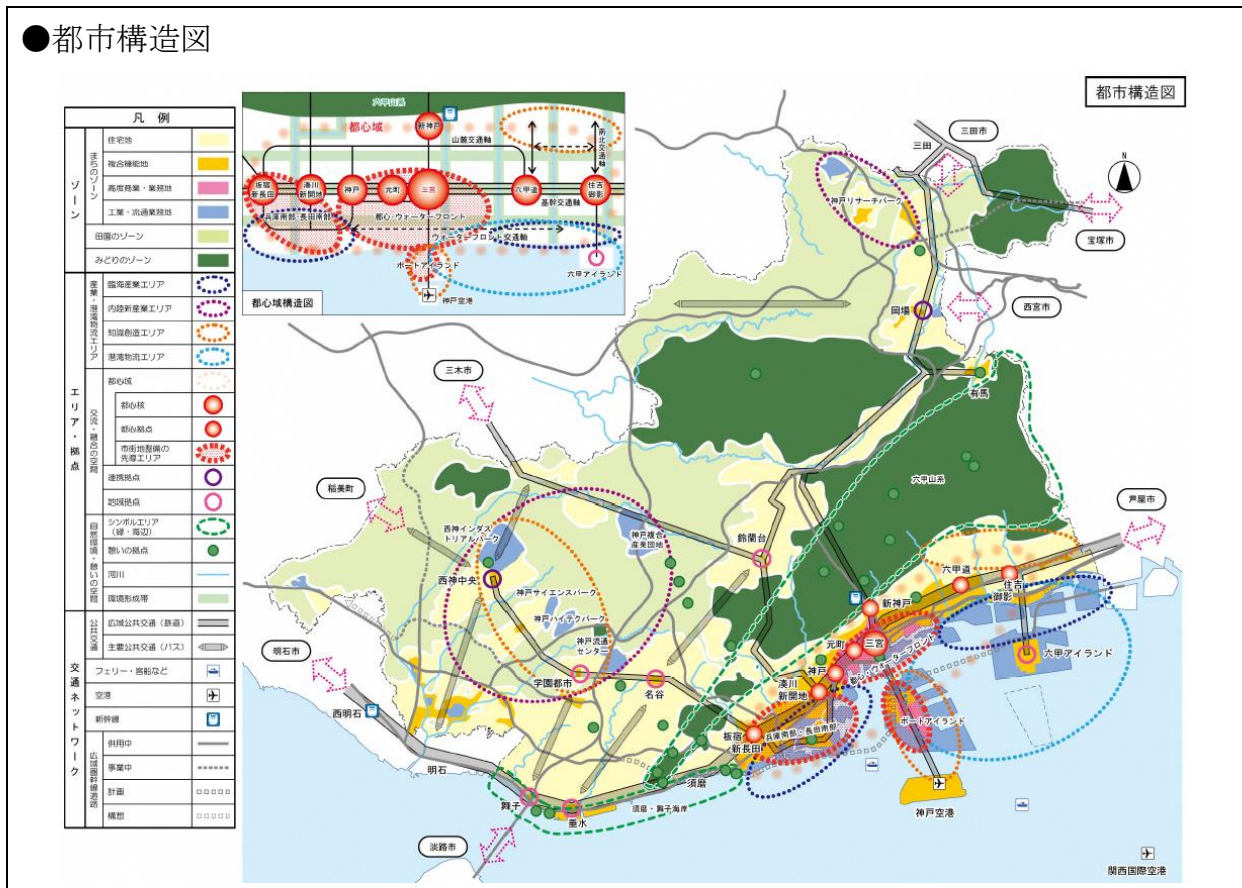 ●都市構造図
都市構造図
凡 例
ゾーン
まちのゾーン
住宅地
複合機能地
高度商業・業務地
工業・流通業務地
田園のゾーン
みどりのゾーン
エリア・拠点
産業・港湾物流エリア
臨海産業エリア
内陸新産業エリア
知識創造エリア
港湾物流エリア
交流・融合の空間
都心域
都心核
都心拠点
市街地整備の
先導エリア
連携拠点
地域拠点
自然環境・憩いの空間
シンボルエリア
(緑・海辺)
憩いの拠点
河川
環境形成帯
交通ネットワーク
公共交通
広域公共交通(鉄道)
主要公共交通(バス)
フェリー・客船など
空港
新幹線
広域圏幹線道路
供用中
事業中
計画
構想
六甲山系
都心域
新神戸
山麓交通軸
南北交通軸
板宿
新長田
湊川
新開地
神戸
元町
三宮
六甲道
住吉
御影
基幹交通軸
兵庫南部・長田南部
都心・ウォーターフロント
ウォーターフロント交通軸
ポートアイランド
六甲アイランド
神戸空港
都心域構造図
三田市
三田
N
神戸リサーチパーク
宝塚市
岡場
西宮市
三木市
有馬
稲美町
六甲山系
芦屋市
西神インダス
トリアルパーク
神戸複合
産業団地
鈴蘭台
西神中央
神戸サイエンスパーク
六甲道
住吉
御影
神戸ハイテクパーク
新神戸
神戸流通
センター
元町
三宮
明石市
学園都市
名谷
神戸
都心・ウォーターフロント
六甲アイランド
湊川
新開地
西明石
板宿
新長田
兵庫南部・長田南部
ポートアイランド
明石
須磨
舞子
垂水
須磨・舞子海岸
神戸空港
淡路市
関西国際空港